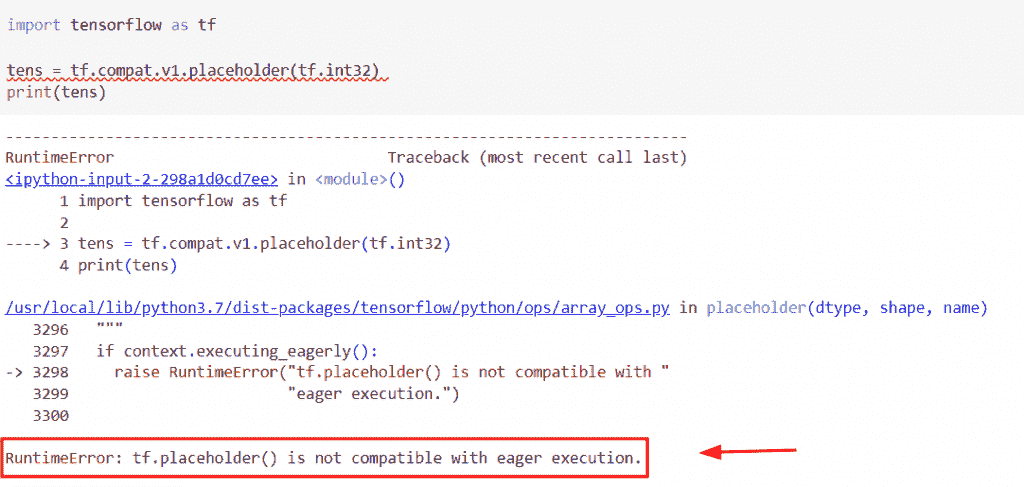 import tensorflow as tf
tens = tf.compat.v1.placeholder(tf.int32)
print(tens)
---------------------------------------------------------------------------
RuntimeError                              Traceback (most recent call last)
<ipython-input-2-298a1d0cd7ee> in <module>()
      1 import tensorflow as tf
      2
----> 3 tens = tf.compat.v1.placeholder(tf.int32)
      4 print(tens)
/usr/local/lib/python3.7/dist-packages/tensorflow/python/ops/array_ops.py in placeholder(dtype, shape, name)
   3296   """
   3297   if context.executing_eagerly():
-> 3298     raise RuntimeError("tf.placeholder() is not compatible with "
   3299                        "eager execution.")
   3300
RuntimeError: tf.placeholder() is not compatible with eager execution.